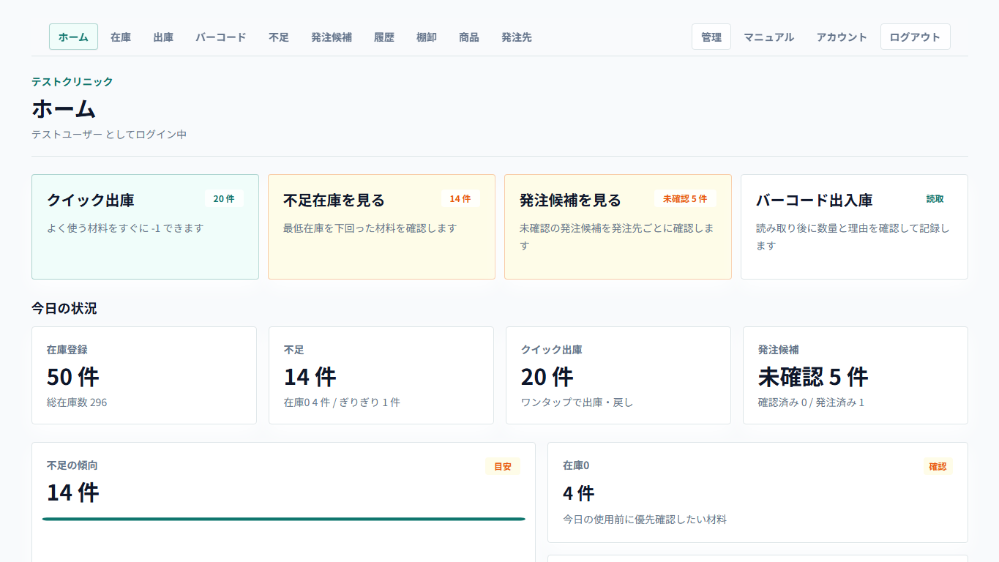 ホーム 在庫 出庫 バーコード 不足 発注候補 履歴 棚卸 商品 発注先 管理 マニュアル アカウント ログアウト
テストクリニック
ホーム
テストユーザー としてログイン中
クイック出庫 20 件
よく使う材料をすぐに -1 できます
不足在庫を見る 14 件
最低在庫を下回った材料を確認します
発注候補を見る 未確認 5 件
未確認の発注候補を発注先ごとに確認しま
す
バーコード出入庫 読取
読み取り後に数量と理由を確認して記録し
ます
今日の状況
在庫登録
50 件
総在庫数 296
不足
14 件
在庫0 4 件 / ぎりぎり 1 件
クイック出庫
20 件
ワンタップで出庫・戻し
発注候補
未確認 5 件
確認済み 0 / 発注済み 1
不足の傾向 目安
14 件
在庫0 確認
4 件
今日の使用前に優先確認したい材料